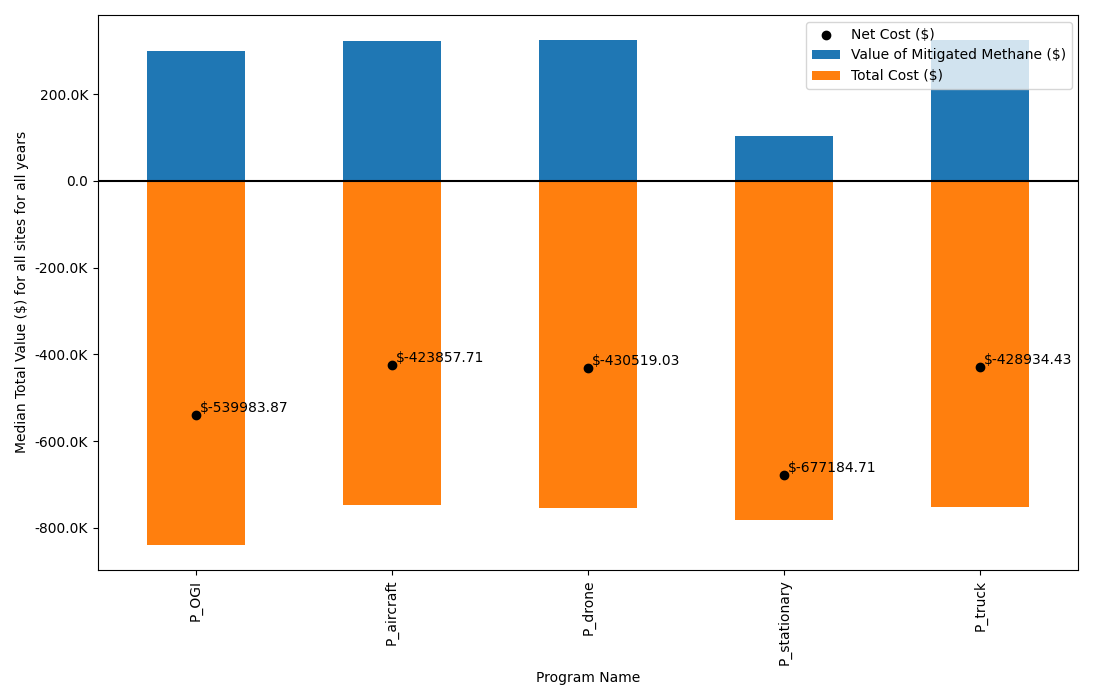 Net Cost ($)
Value of Mitigated Methane ($)
Total Cost ($)
Median Total Value ($) for all sites for all years
200.0K
0.0
-200.0K
-400.0K
-600.0K
-800.0K
$-539983.87
$-423857.71
$-430519.03
$-677184.71
$-428934.43
P_OGI
P_aircraft
P_drone
P_stationary
P_truck
Program Name